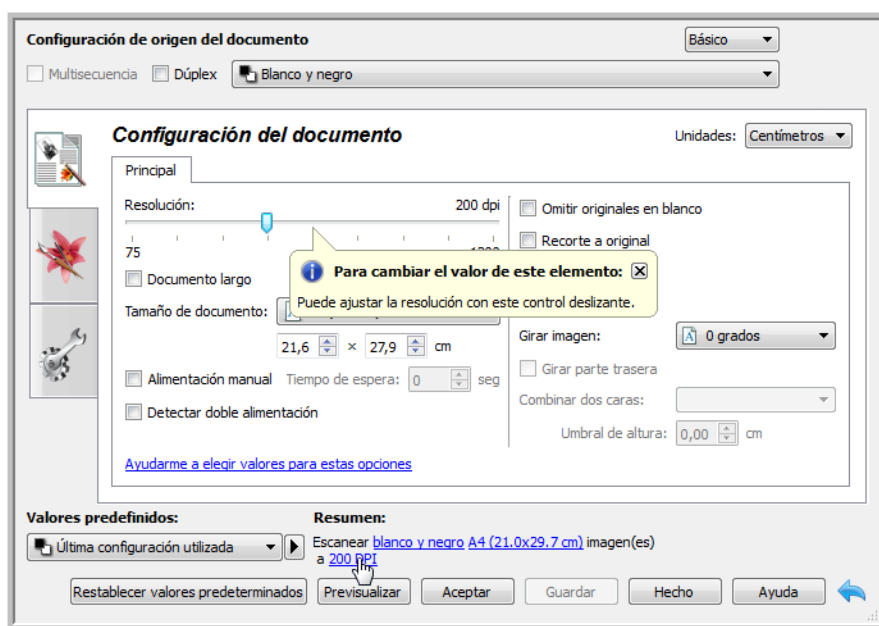 Configuración de origen del documento
Básico
Multisecuencia
Dúplex
Blanco y negro
Configuración del documento
Unidades: Centímetros
Principal
Resolución:
200 dpi
75
Omitir originales en blanco
Recorte a original
Para cambiar el valor de este elemento:
Puede ajustar la resolución con este control deslizante.
Documento largo
Tamaño de documento:
21,6 × 27,9 cm
Alimentación manual Tiempo de espera: 0 seg
Detectar doble alimentación
Girar imagen: 0 grados
Girar parte trasera
Combinar dos caras:
Umbral de altura: 0,00 cm
Ayudarme a elegir valores para estas opciones
Valores predefinidos:
Última configuración utilizada
Resumen:
Escanear blanco y negro A4 (21.0x29.7 cm) imagen(es)
a 200 DPI
Restablecer valores predeterminados
Previsualizar
Aceptar
Guardar
Hecho
Ayuda